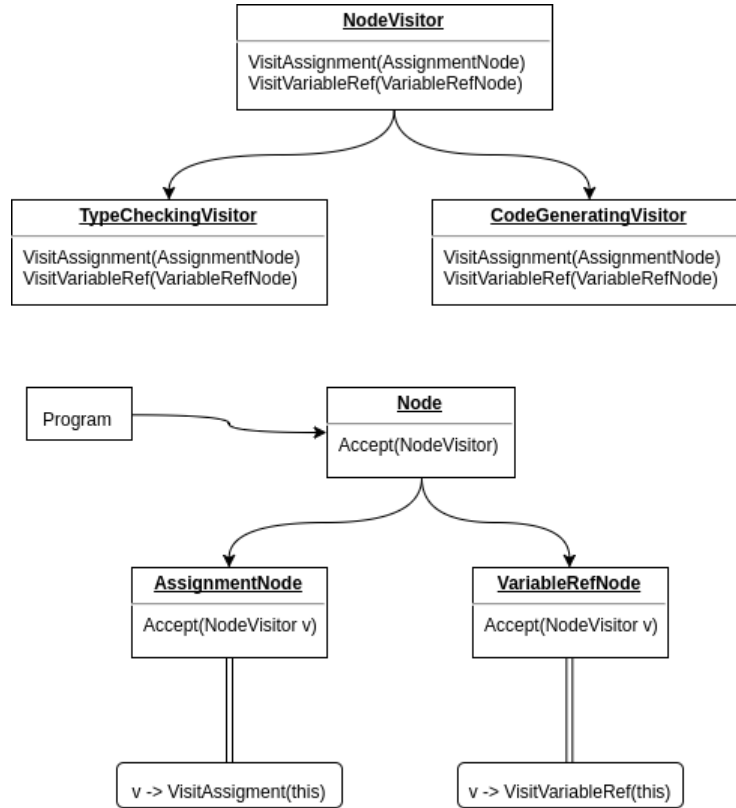 NodeVisitor
VisitAssignment(AssignmentNode)
VisitVariableRef(VariableRefNode)
TypeCheckingVisitor
VisitAssignment(AssignmentNode)
VisitVariableRef(VariableRefNode)
CodeGeneratingVisitor
VisitAssignment(AssignmentNode)
VisitVariableRef(VariableRefNode)
Program
Node
Accept(NodeVisitor)
AssignmentNode
Accept(NodeVisitor v)
VariableRefNode
Accept(NodeVisitor v)
v -> VisitAssigment(this)
v -> VisitVariableRef(this)